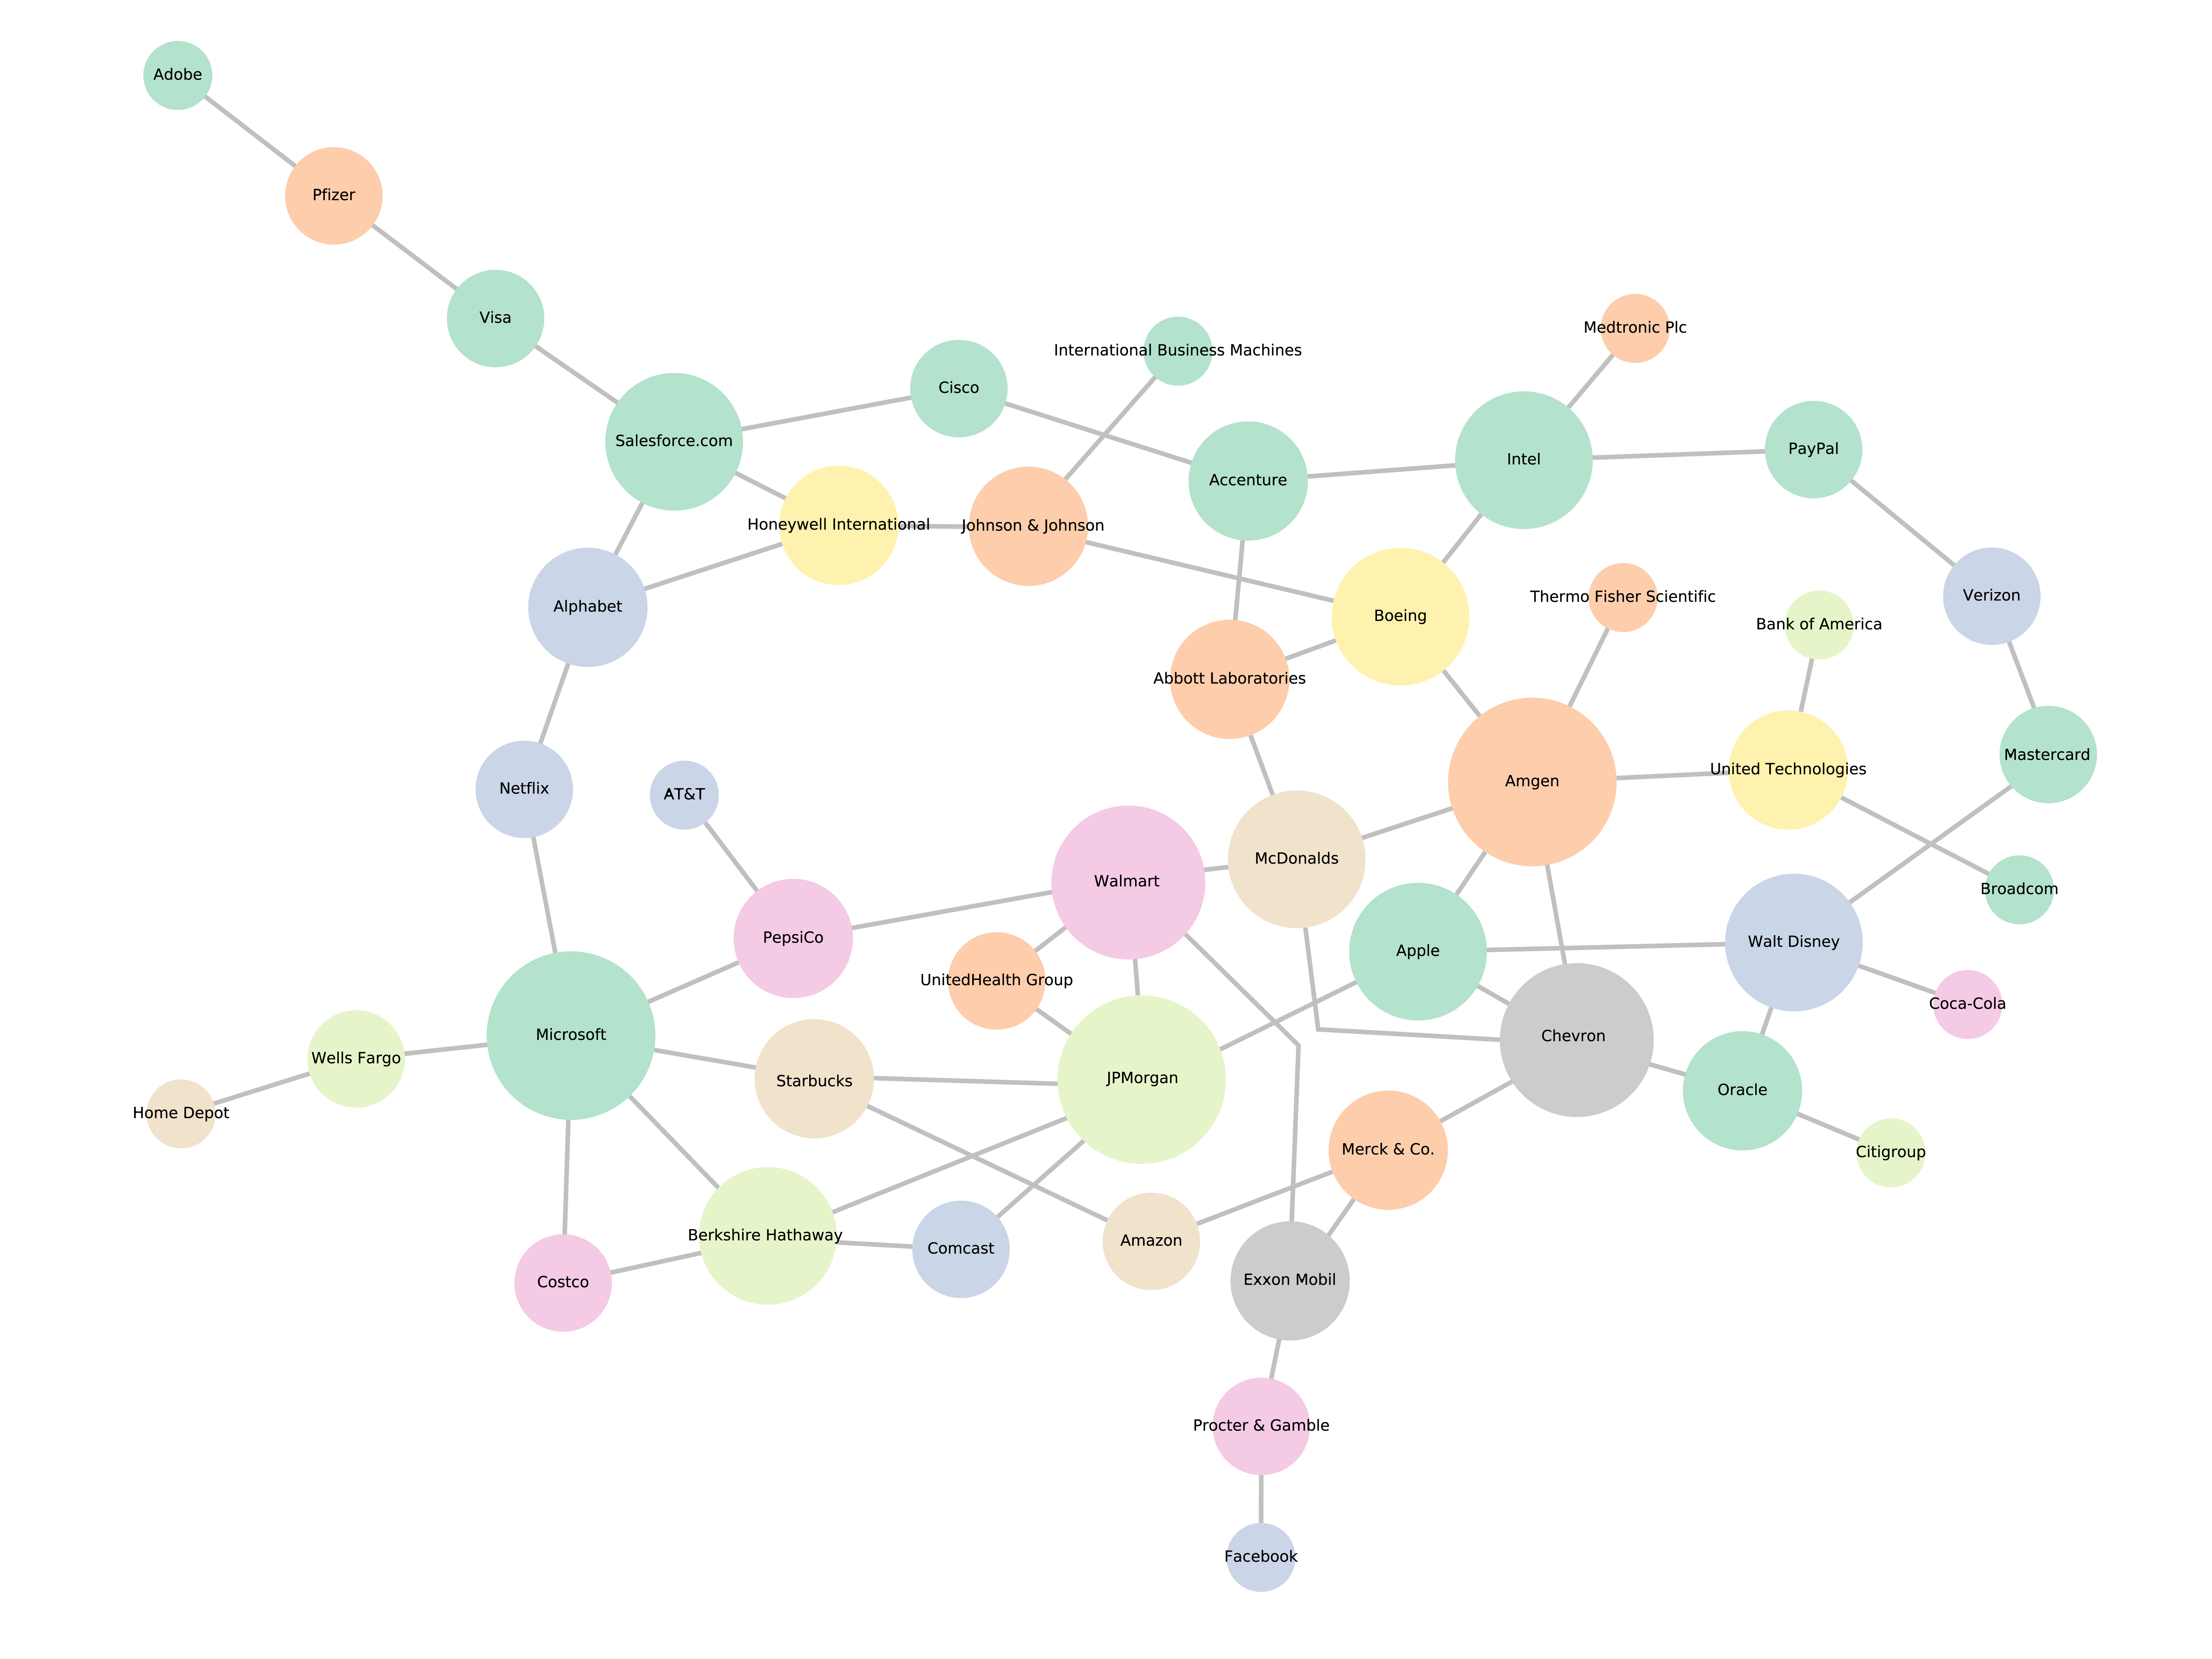 Adobe
Pfizer
Visa
Medtronic Plc
International Business Machines
Cisco
Salesforce.com
PayPal
Intel
Accenture
Honeywell International
Johnson & Johnson
Verizon
Thermo Fisher Scientific
Alphabet
Boeing
Bank of America
Abbott Laboratories
Mastercard
United Technologies
Amgen
Netflix
AT&T
McDonalds
Walmart
Broadcom
PepsiCo
Walt Disney
Apple
UnitedHealth Group
Coca-Cola
Microsoft
Chevron
Wells Fargo
JPMorgan
Starbucks
Oracle
Home Depot
Merck & Co.
Citigroup
Berkshire Hathaway
Amazon
Comcast
Exxon Mobil
Costco
Procter & Gamble
Facebook